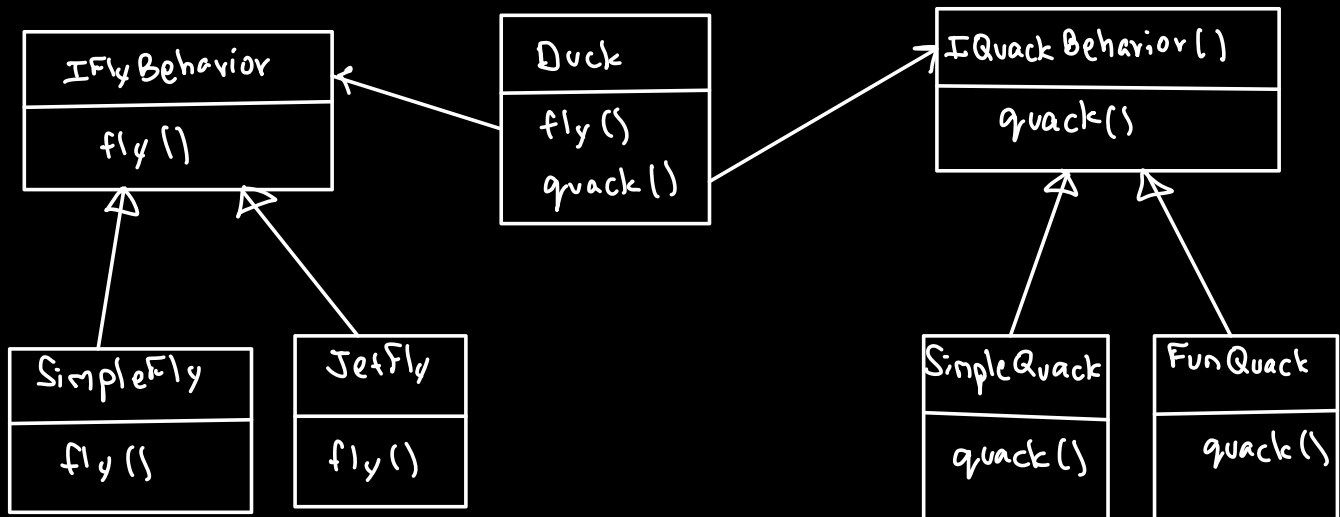 IFlyBehavior
fly()
Duck
fly()
quack()
IQuackBehavior()
quack()
SimpleFly
fly()
JetFly
fly()
SimpleQuack
quack()
FunQuack
quack()